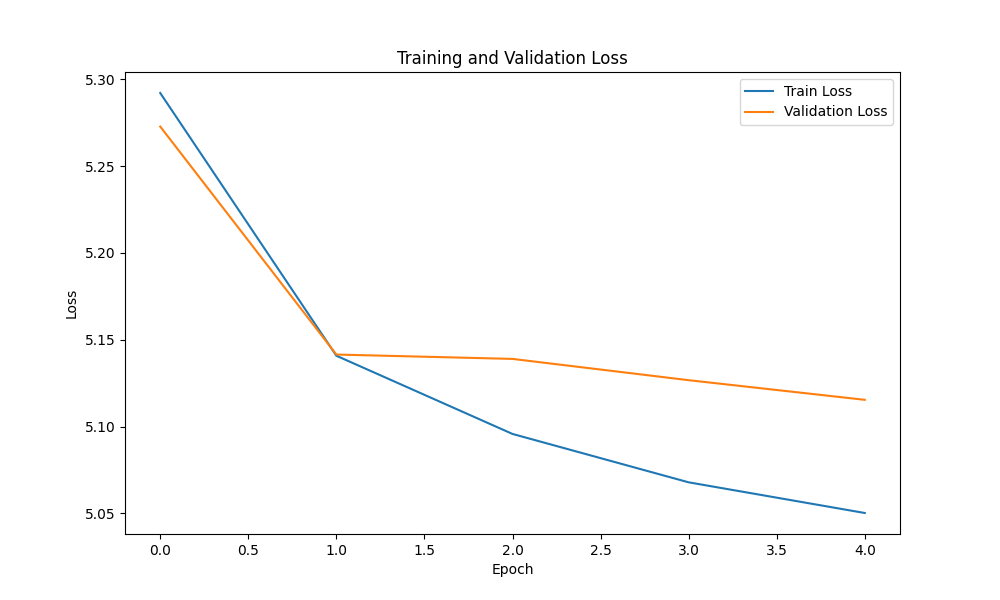 Training and Validation Loss
Train Loss
Validation Loss
5.30
5.25
5.20
5.15
5.10
5.05
Loss
0.0 0.5 1.0 1.5 2.0 2.5 3.0 3.5 4.0
Epoch